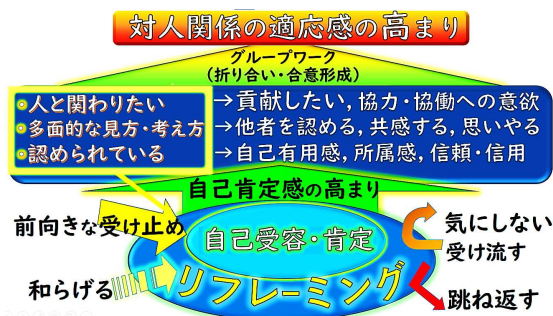 対人関係の適応感の高まり
グループワーク
(折り合い・合意形成)
●人と関わりたい →貢献したい,協力・協働への意欲
●多面的な見方・考え方 →他者を認める,共感する,思いやる
●認められている →自己有用感,所属感,信頼・信用
自己肯定感の高まり
前向きな受け止め
自己受容・肯定
気にしない
受け流す
和らげる
リフレーミング
跳ね返す